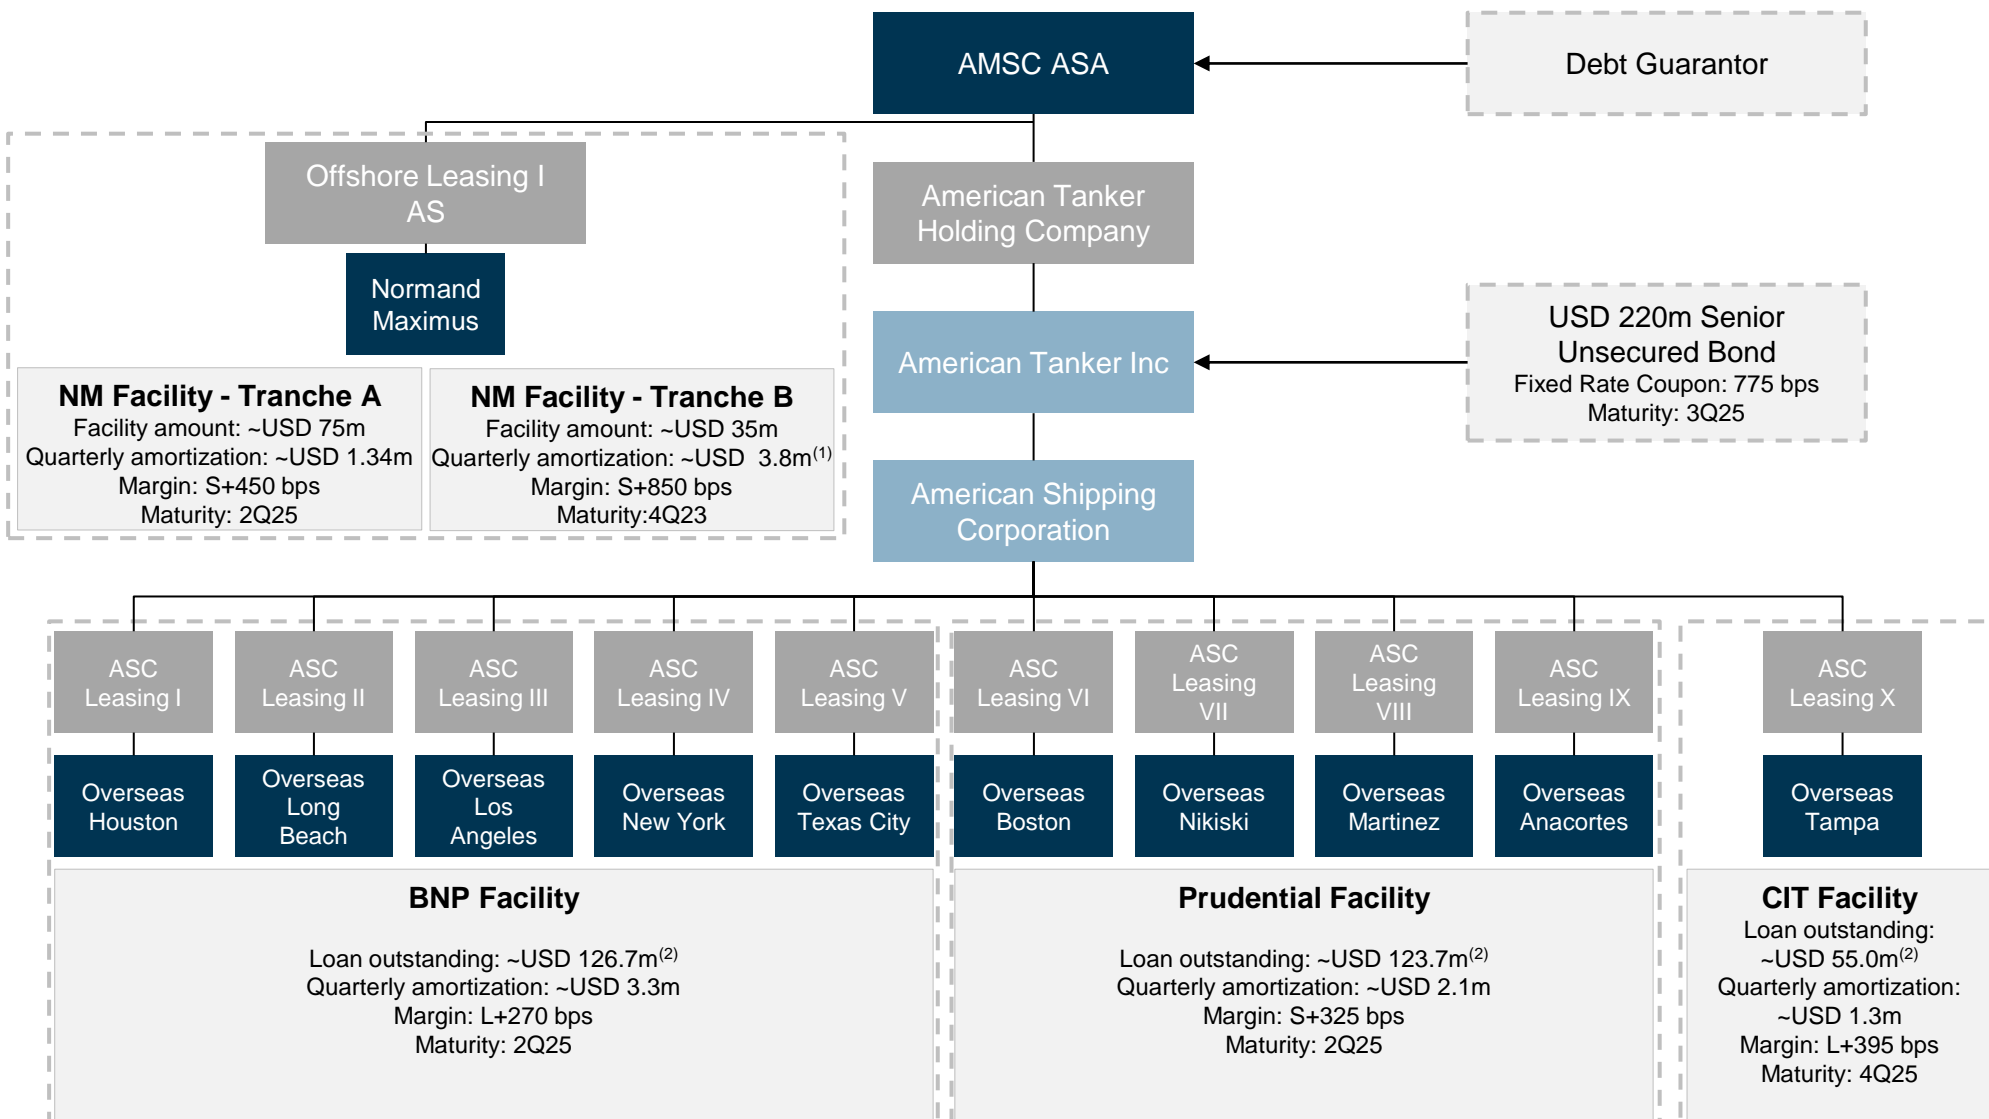 AMSC ASA
Debt Guarantor
Offshore Leasing I
AS
American Tanker
Holding Company
Normand
Maximus
American Tanker Inc
USD 220m Senior
Unsecured Bond
Fixed Rate Coupon: 775 bps
Maturity: 3Q25
NM Facility - Tranche A
Facility amount: ~USD 75m
Quarterly amortization: ~USD 1.34m
Margin: S+450 bps
Maturity: 2Q25
NM Facility - Tranche B
Facility amount: ~USD 35m
Quarterly amortization: ~USD  3.8m(1)
Margin: S+850 bps
Maturity:4Q23
American Shipping
Corporation
ASC
Leasing I
ASC
Leasing II
ASC
Leasing III
ASC
Leasing IV
ASC
Leasing V
ASC
Leasing VI
ASC
Leasing
VII
ASC
Leasing
VIII
ASC
Leasing IX
ASC
Leasing X
Overseas
Houston
Overseas
Long
Beach
Overseas
Los
Angeles
Overseas
New York
Overseas
Texas City
Overseas
Boston
Overseas
Nikiski
Overseas
Martinez
Overseas
Anacortes
Overseas
Tampa
BNP Facility
Loan outstanding: ~USD 126.7m(2)
Quarterly amortization: ~USD 3.3m
Margin: L+270 bps
Maturity: 2Q25
Prudential Facility
Loan outstanding: ~USD 123.7m(2)
Quarterly amortization: ~USD 2.1m
Margin: S+325 bps
Maturity: 2Q25
CIT Facility
Loan outstanding:
~USD 55.0m(2)
Quarterly amortization:
~USD 1.3m
Margin: L+395 bps
Maturity: 4Q25